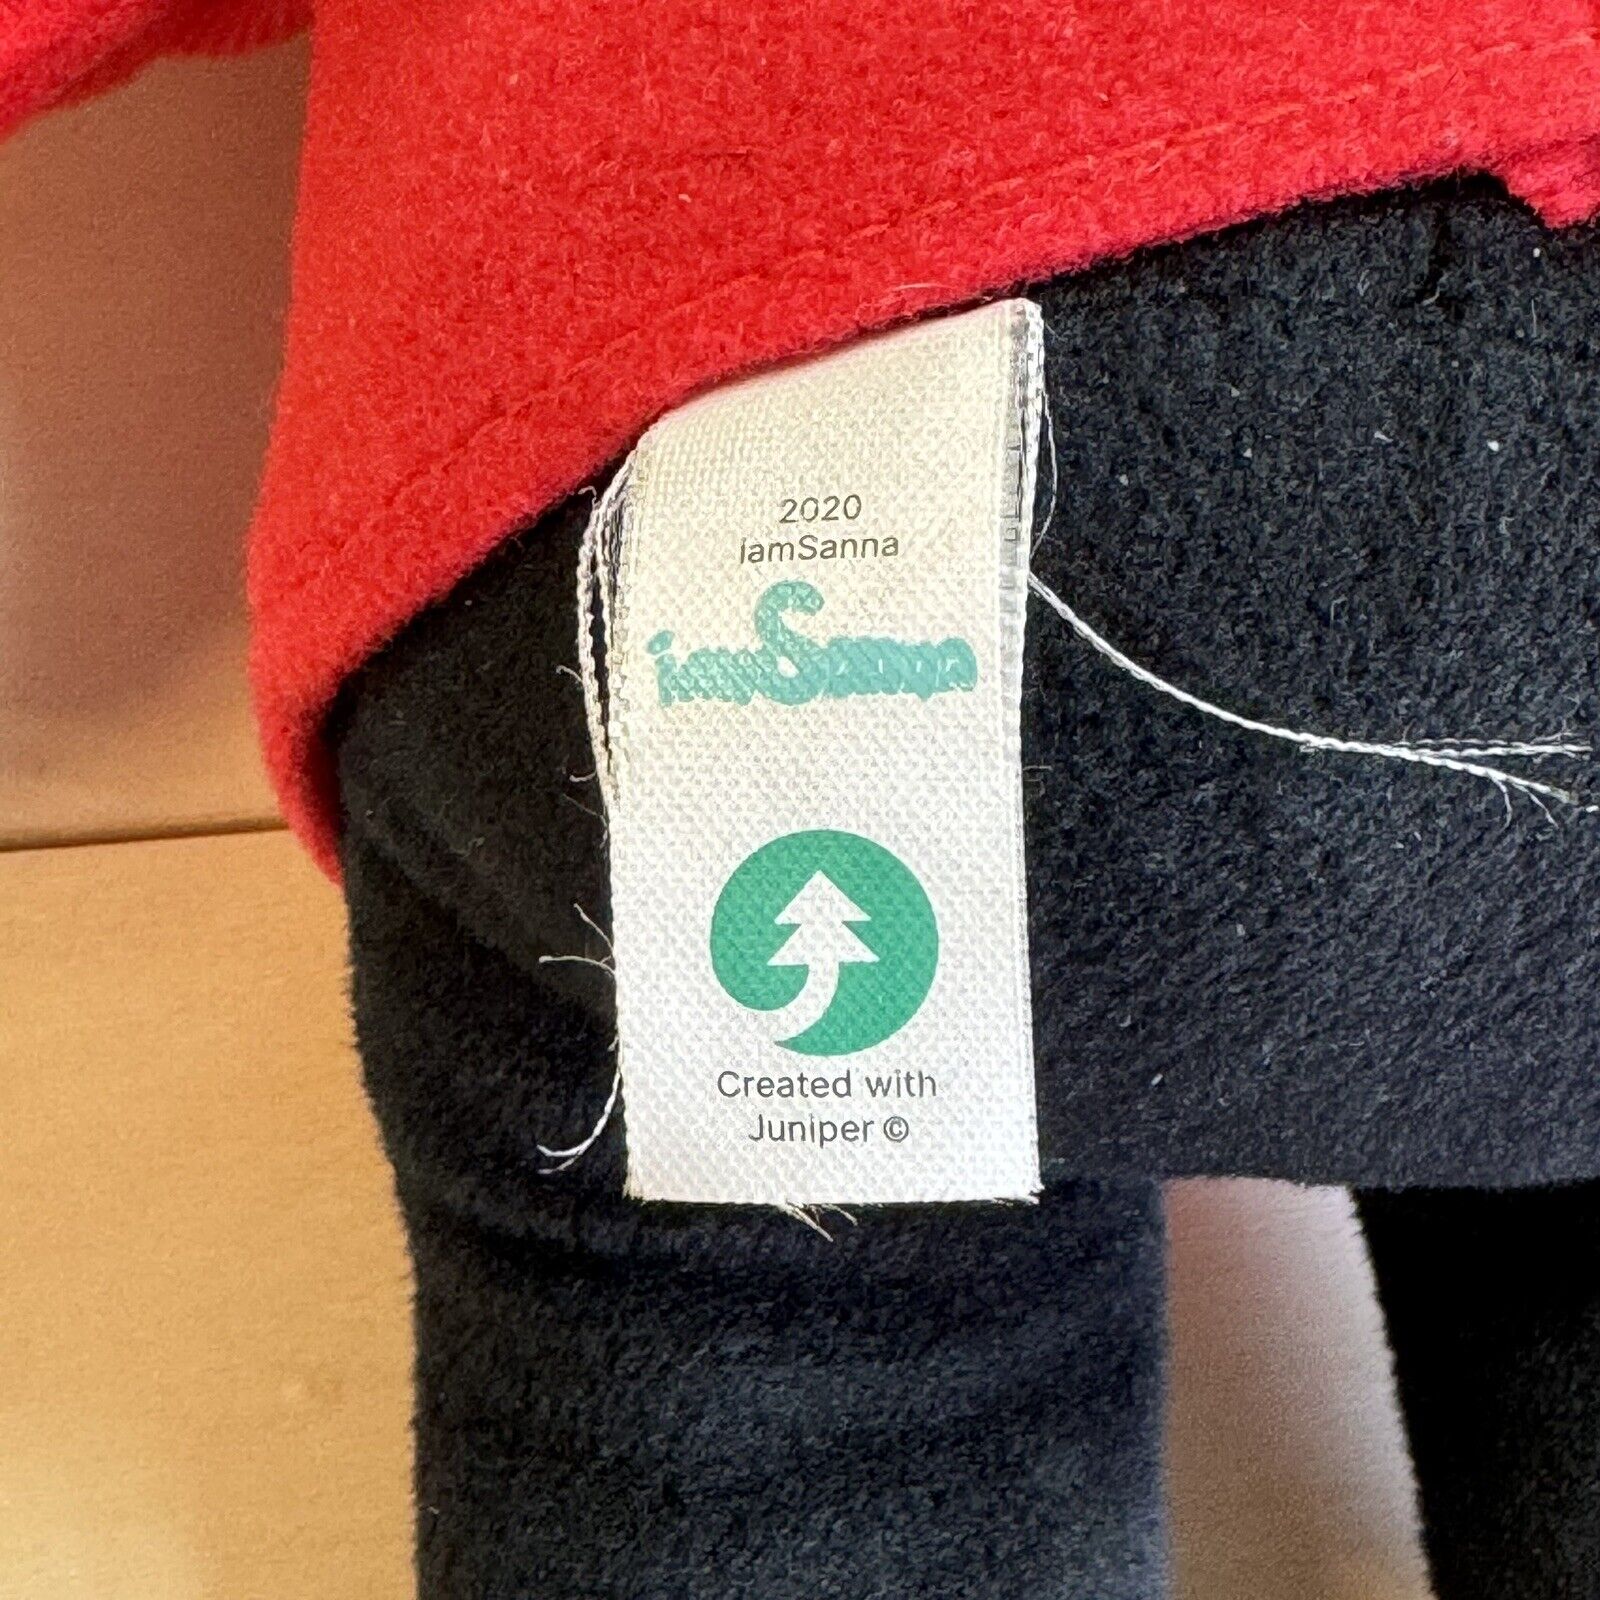 2020
IamSanna
iamSanna
Created with
Juniper ©